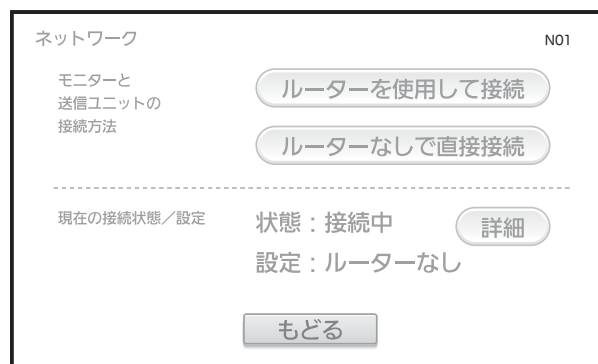 ネットワーク
N01
モニターと
送信ユニットの
接続方法
ルーターを使用して接続
ルーターなしで直接接続
現在の接続状態／設定
状態：接続中
詳細
設定：ルーターなし
もどる